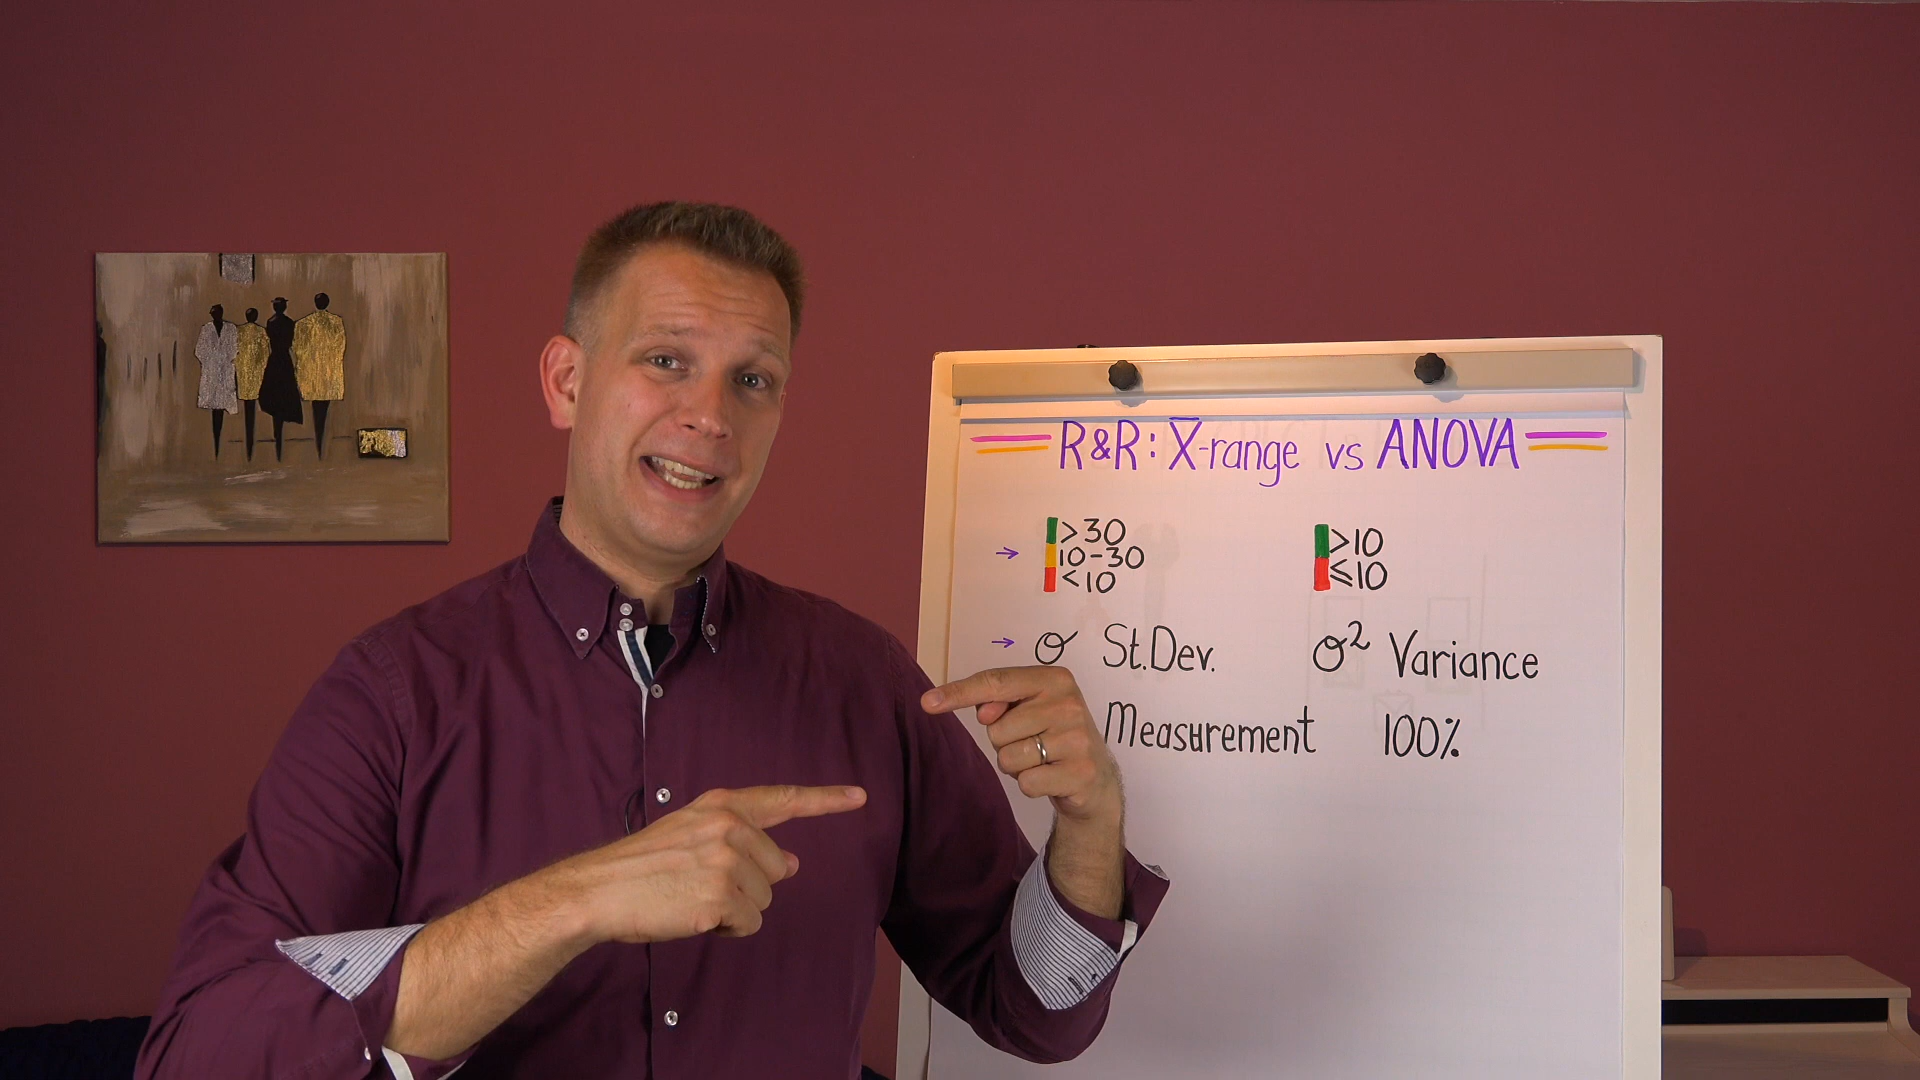 R&R: X̄-range vs ANOVA
→ >30
10-30
<10
>10
≤10
→ σ St.Dev.
σ² Variance
Measurement 100%